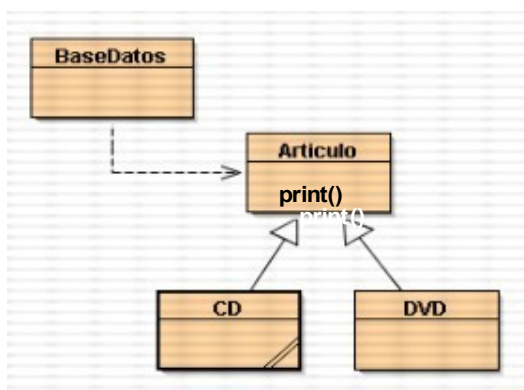 BaseDatos
Articulo
print()
print()
CD
DVD